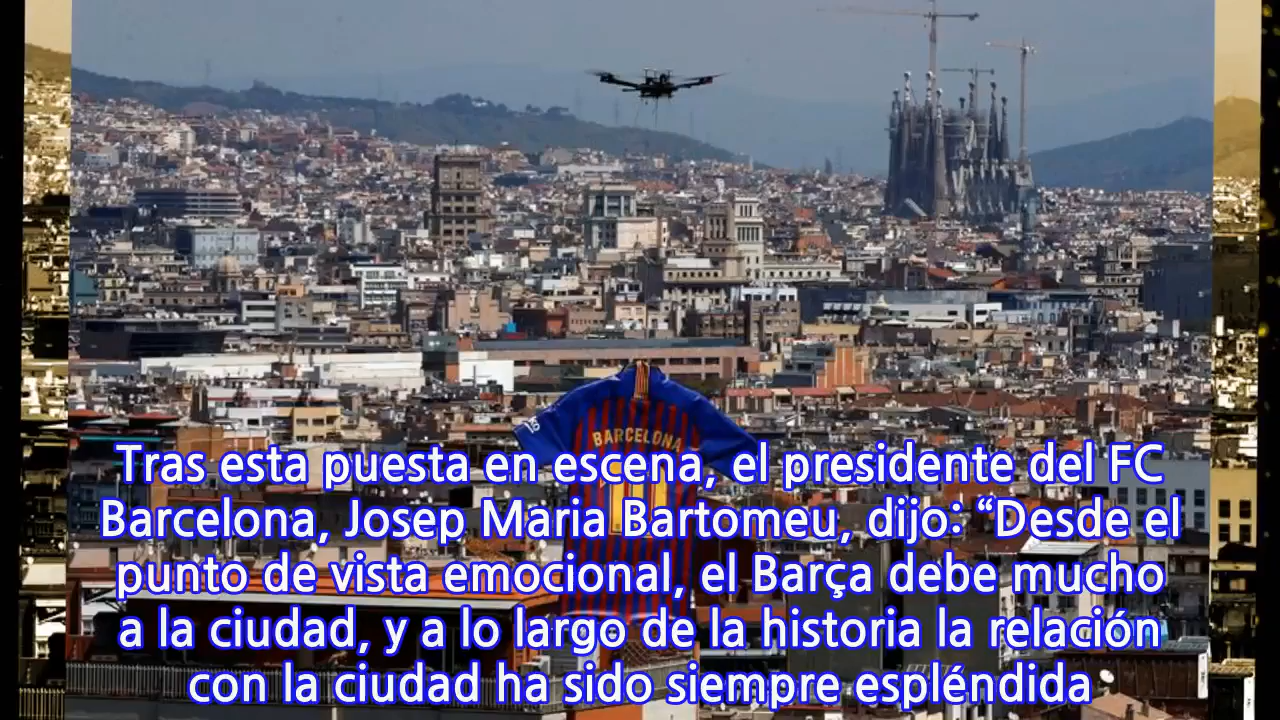 BARCELONA
10
Tras esta puesta en escena, el presidente del FC
Barcelona, Josep Maria Bartomeu, dijo: “Desde el
punto de vista emocional, el Barça debe mucho
a la ciudad, y a lo largo de la historia la relación
con la ciudad ha sido siempre espléndida